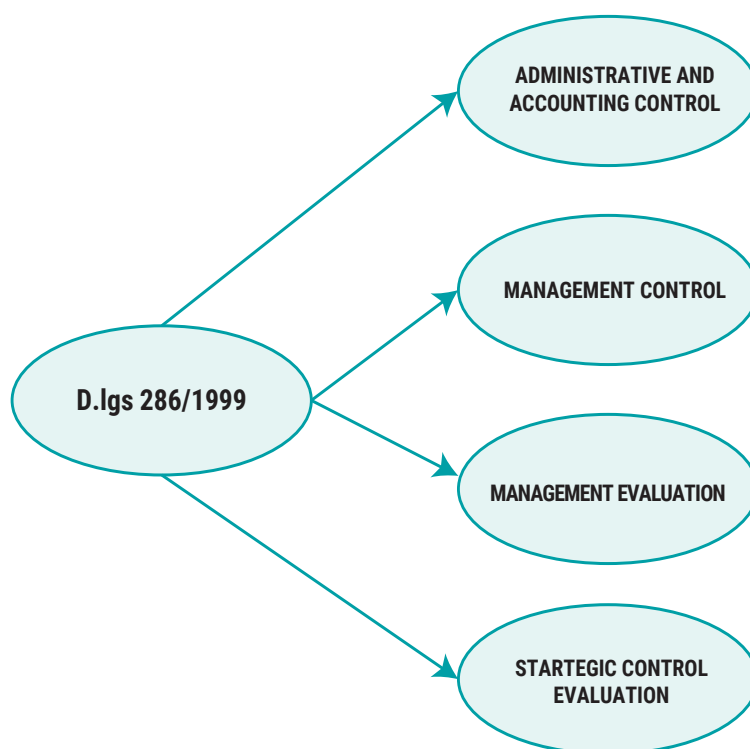 ADMINISTRATIVE AND
ACCOUNTING CONTROL
MANAGEMENT CONTROL
D.lgs 286/1999
MANAGEMENT EVALUATION
STARTEGIC CONTROL
EVALUATION